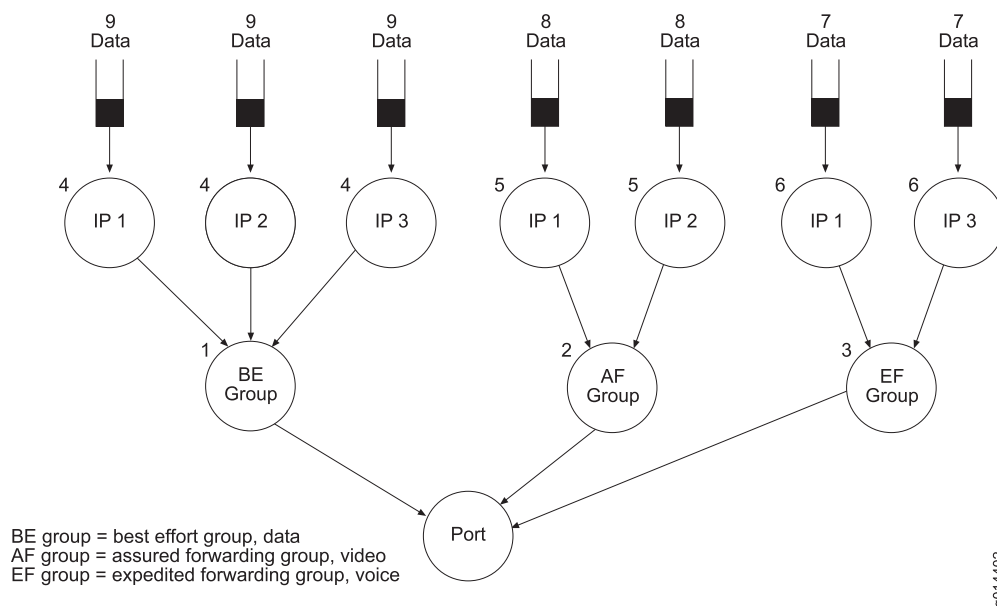 9 9 9 8 8 7 7
Data Data Data Data Data Data Data
4 4 4 5 5 6 6
IP 1 IP 2 IP 3 IP 1 IP 2 IP 1 IP 3
1 2 3
BE AF EF
Group Group Group
Port
BE group = best effort group, data
AF group = assured forwarding group, video
EF group = expedited forwarding group, voice